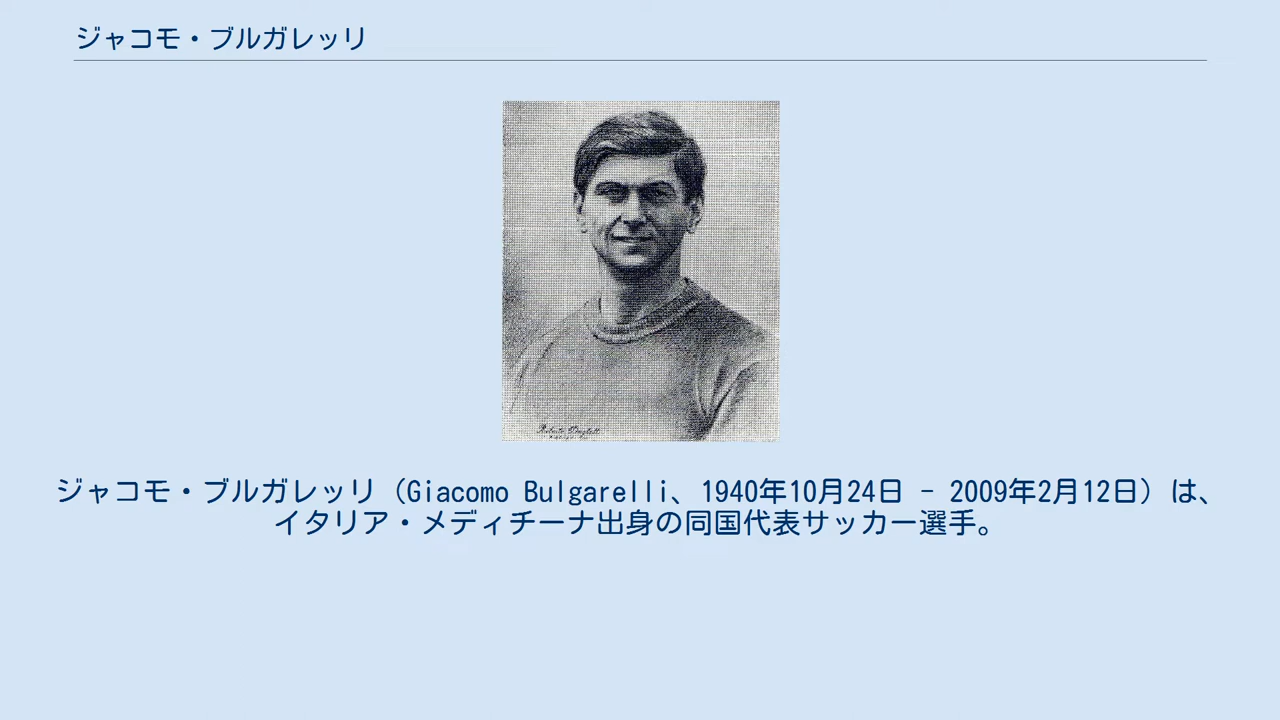 ジャコモ・ブルガレッリ
ジャコモ・ブルガレッリ（Giacomo Bulgarelli、1940年10月24日 - 2009年2月12日）は、
イタリア・メディチーナ出身の同国代表サッカー選手。